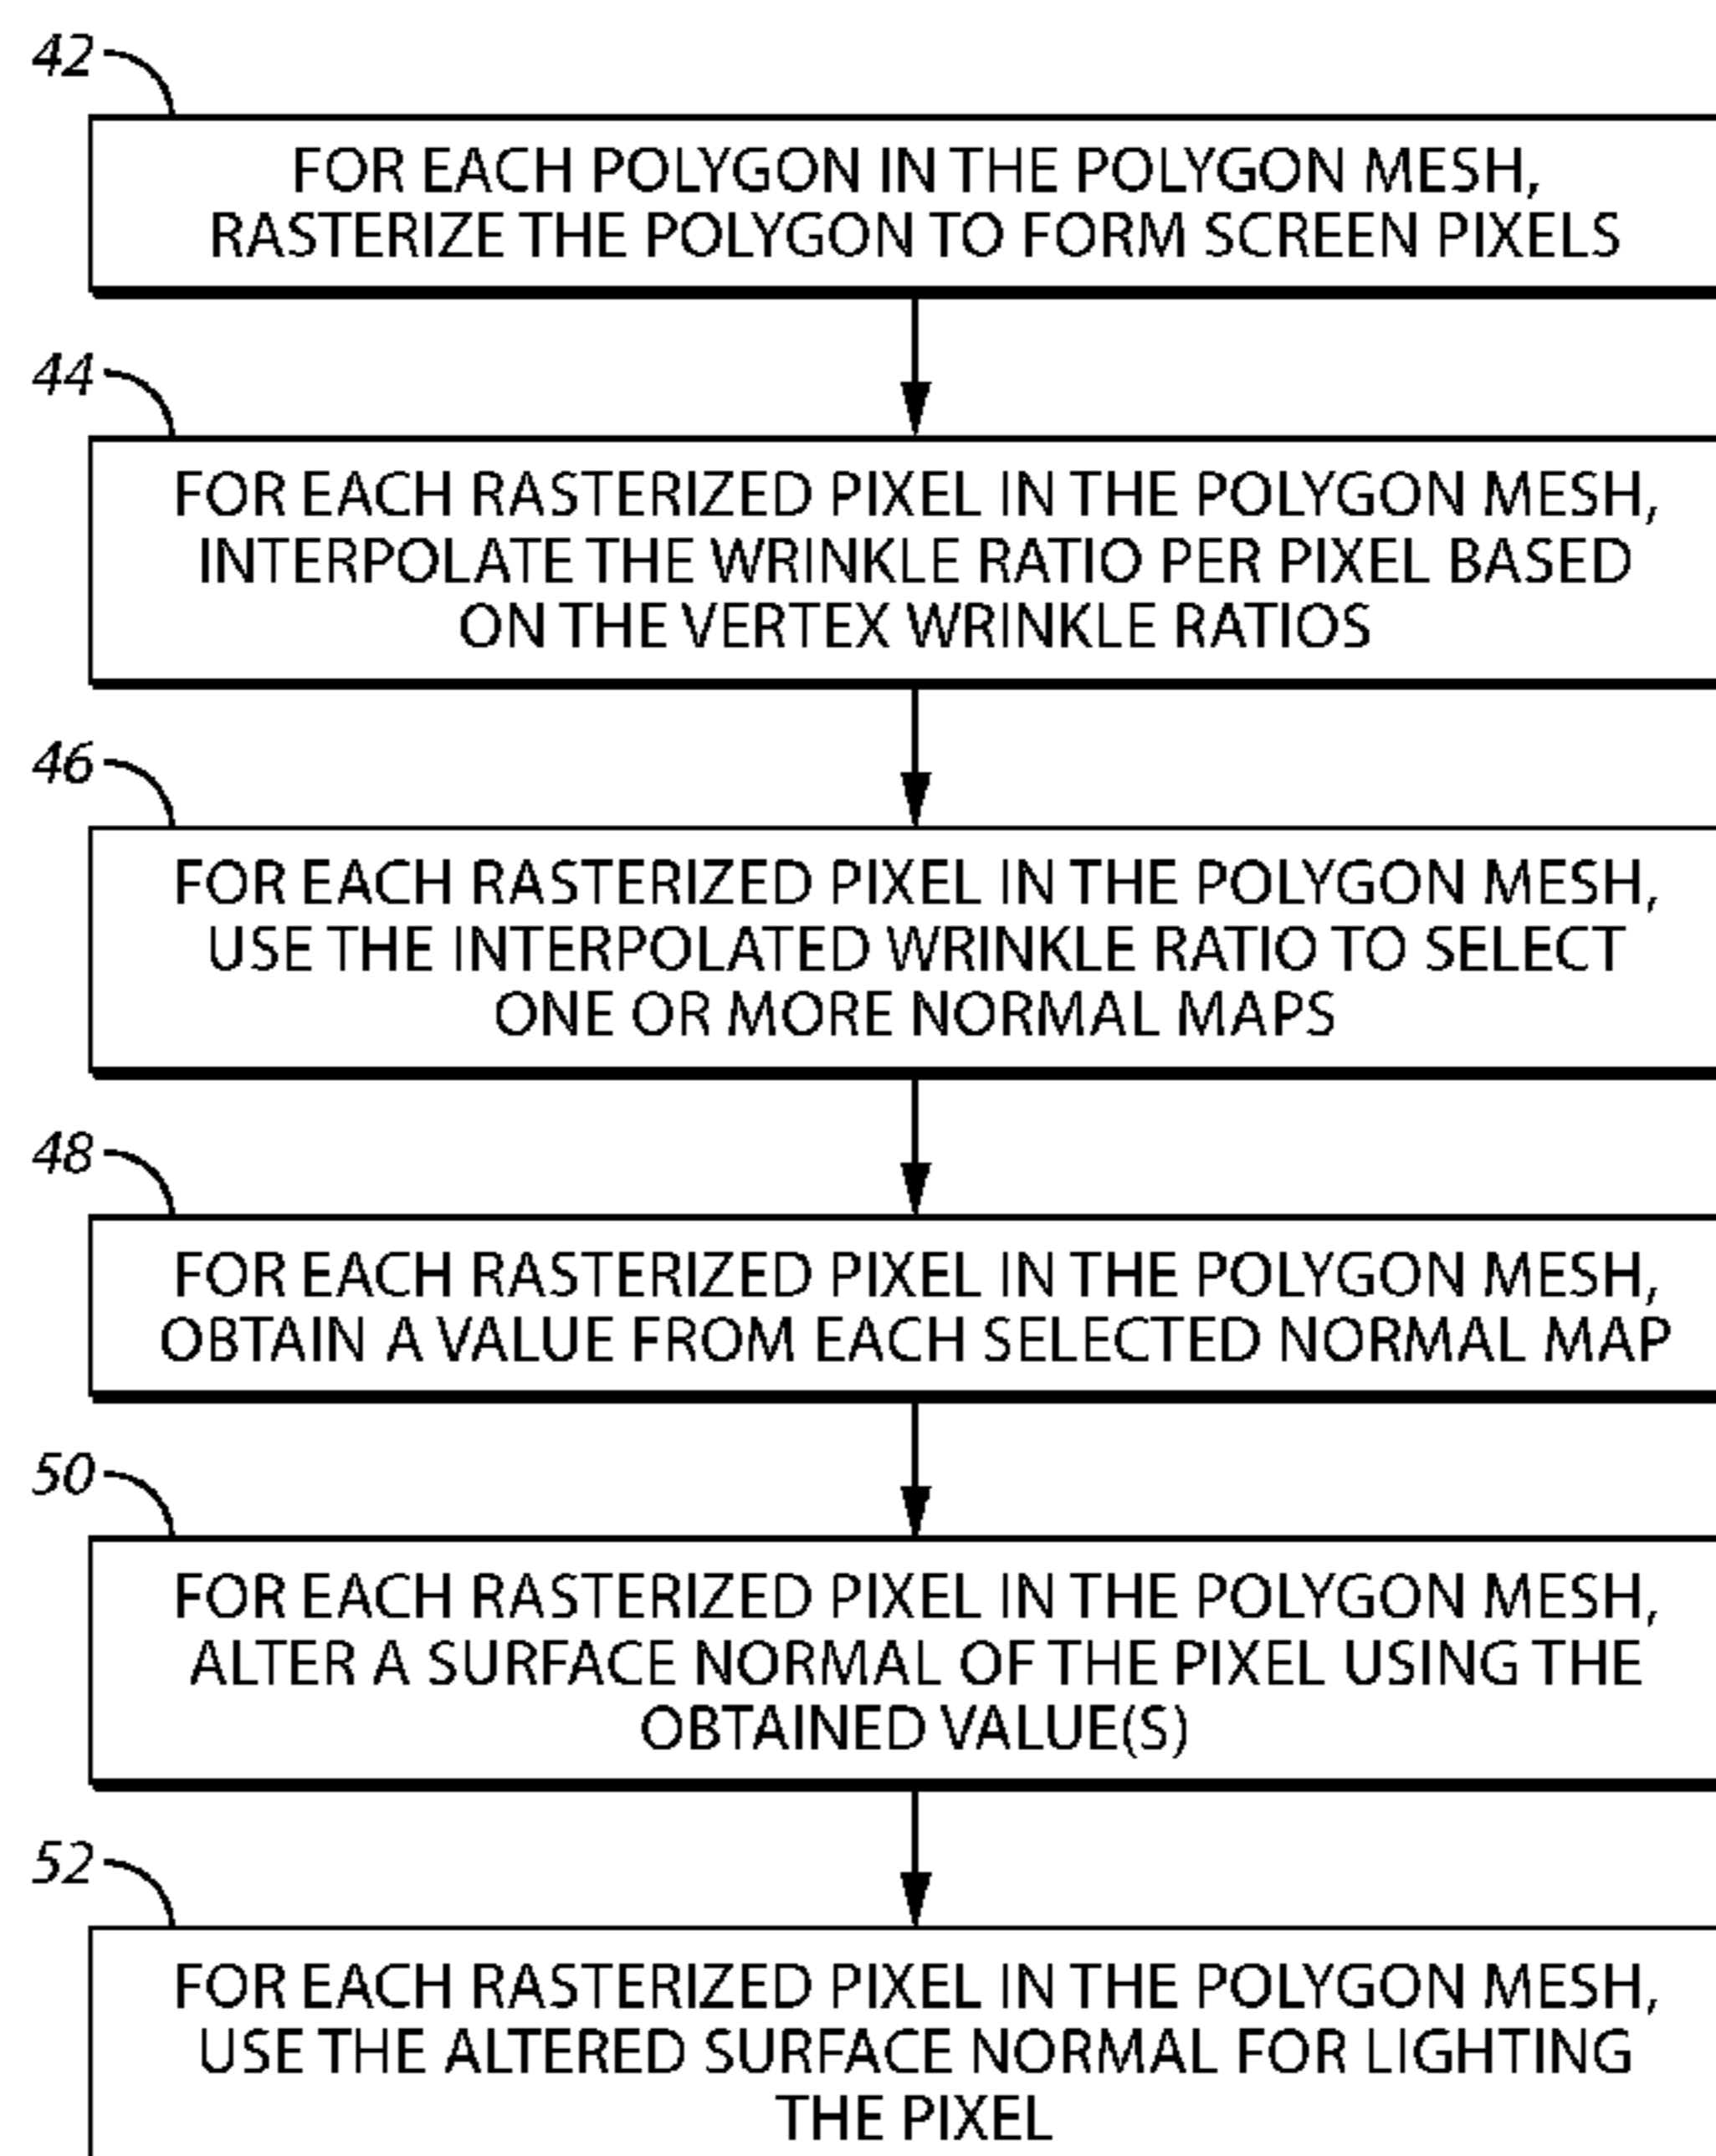 42
FOR EACH POLYGON IN THE POLYGON MESH,
RASTERIZE THE POLYGON TO FORM SCREEN PIXELS
44
FOR EACH RASTERIZED PIXEL IN THE POLYGON MESH,
INTERPOLATE THE WRINKLE RATIO PER PIXEL BASED
ON THE VERTEX WRINKLE RATIOS
46
FOR EACH RASTERIZED PIXEL IN THE POLYGON MESH,
USE THE INTERPOLATED WRINKLE RATIO TO SELECT
ONE OR MORE NORMAL MAPS
48
FOR EACH RASTERIZED PIXEL IN THE POLYGON MESH,
OBTAIN A VALUE FROM EACH SELECTED NORMAL MAP
50
FOR EACH RASTERIZED PIXEL IN THE POLYGON MESH,
ALTER A SURFACE NORMAL OF THE PIXEL USING THE
OBTAINED VALUE(S)
52
FOR EACH RASTERIZED PIXEL IN THE POLYGON MESH,
USE THE ALTERED SURFACE NORMAL FOR LIGHTING
THE PIXEL